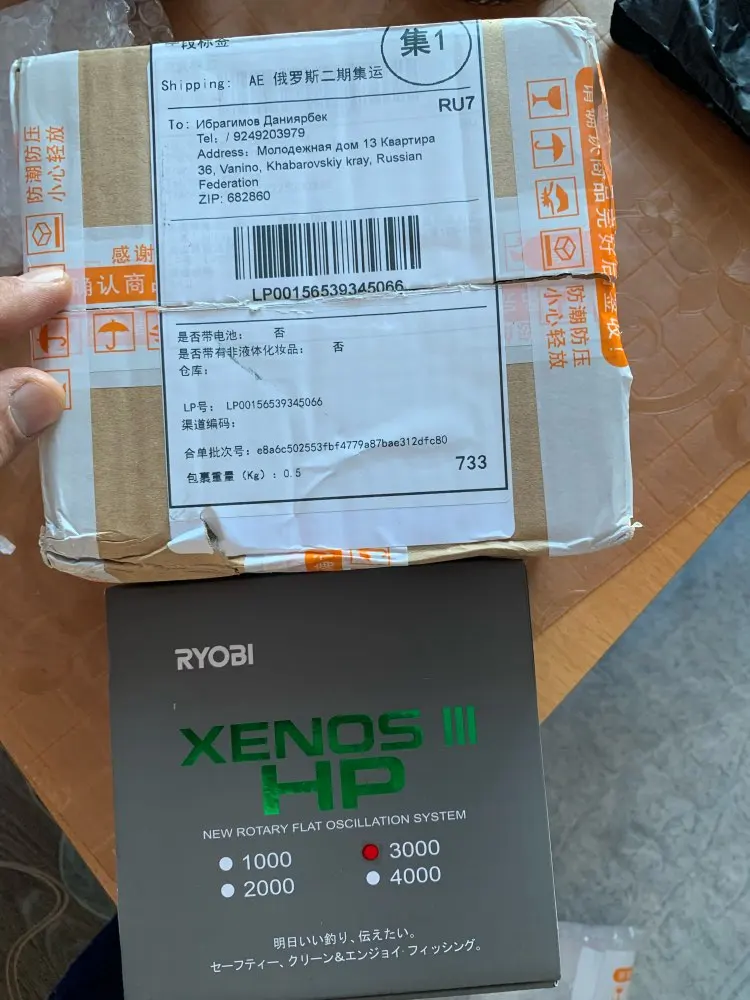 集1
Shipping: AE 俄罗斯二期集运
RU7
To: Ибрагимов Даниярбек
Tel: / 9249203979
Address: Молодежная дом 13 Квартира
36, Vanino, Khabarovskiy kray, Russian
Federation
ZIP: 682860
LP00156539345066
是否带电池: 否
是否带有非液体化妆品: 否
仓库:
LP号: LP00156539345066
渠道编码:
合单批次号: e8a6c502553fbf4779a87bae312dfc80
包裹重量 (Kg) : 0.5
733
防潮防压
小心轻放
感谢
确认商品
防潮防压
小心轻放
RYOBI
XENOS III
HP
NEW ROTARY FLAT OSCILLATION SYSTEM
1000
3000
2000
4000
明日いい釣り、伝えたい。
セーフティー、クリーン&エンジョイ・フィッシング。